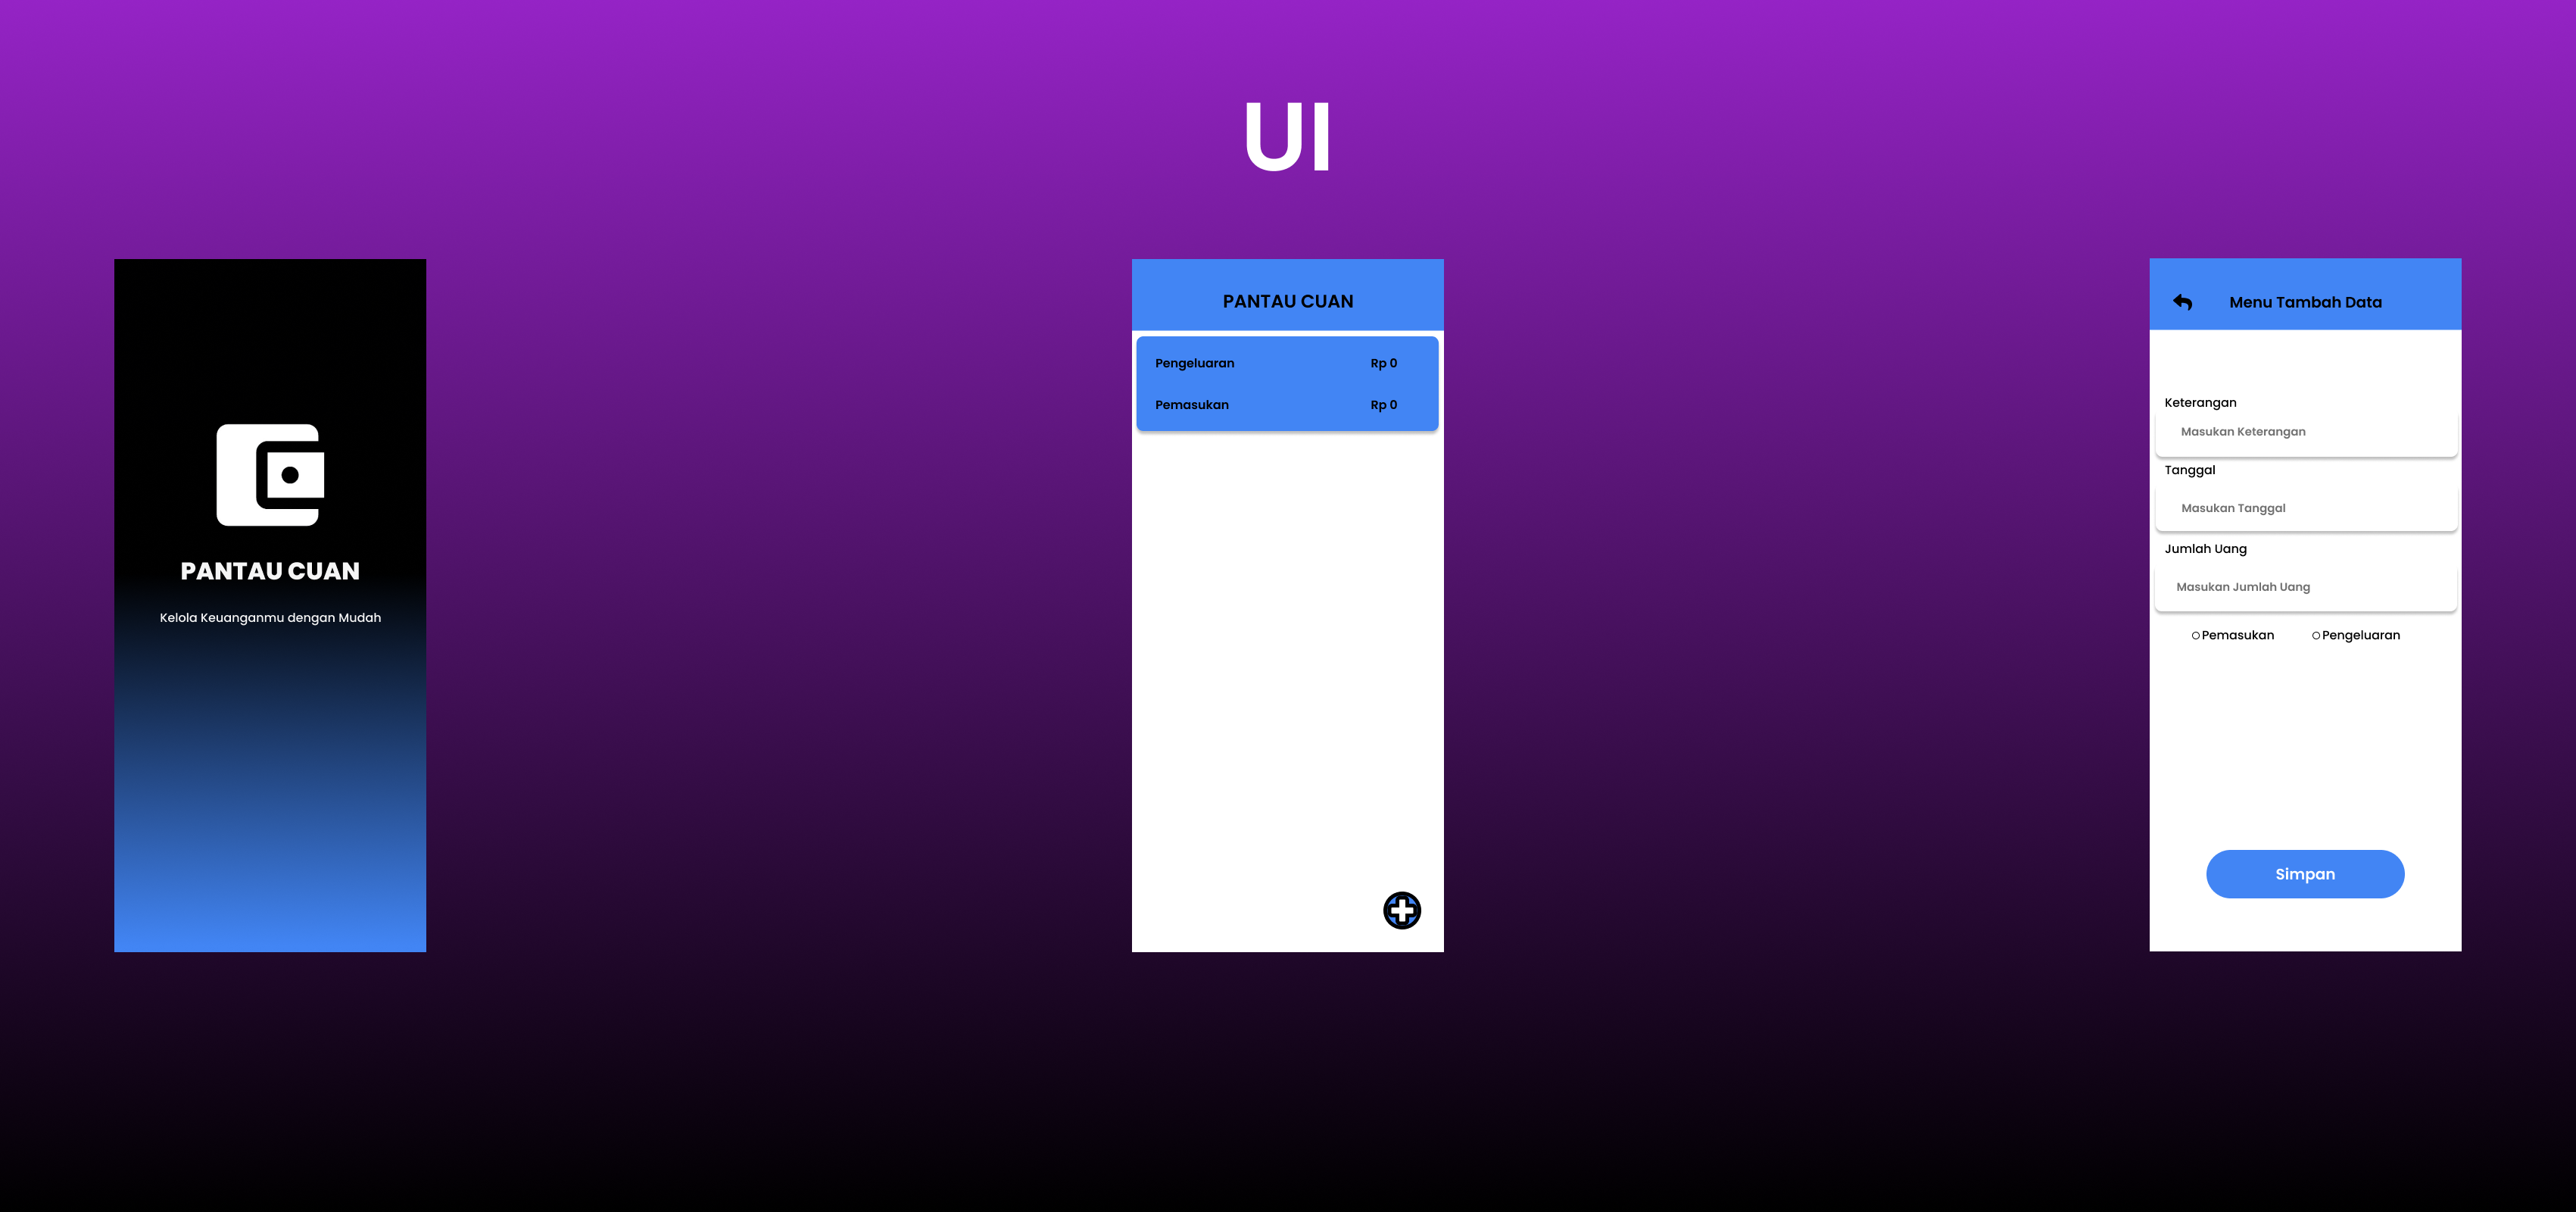 UI
PANTAU CUAN
Kelola Keuanganmu dengan Mudah
PANTAU CUAN
Pengeluaran Rp 0
Pemasukan Rp 0
Menu Tambah Data
Keterangan
Masukan Keterangan
Tanggal
Masukan Tanggal
Jumlah Uang
Masukan Jumlah Uang
Pemasukan Pengeluaran
Simpan